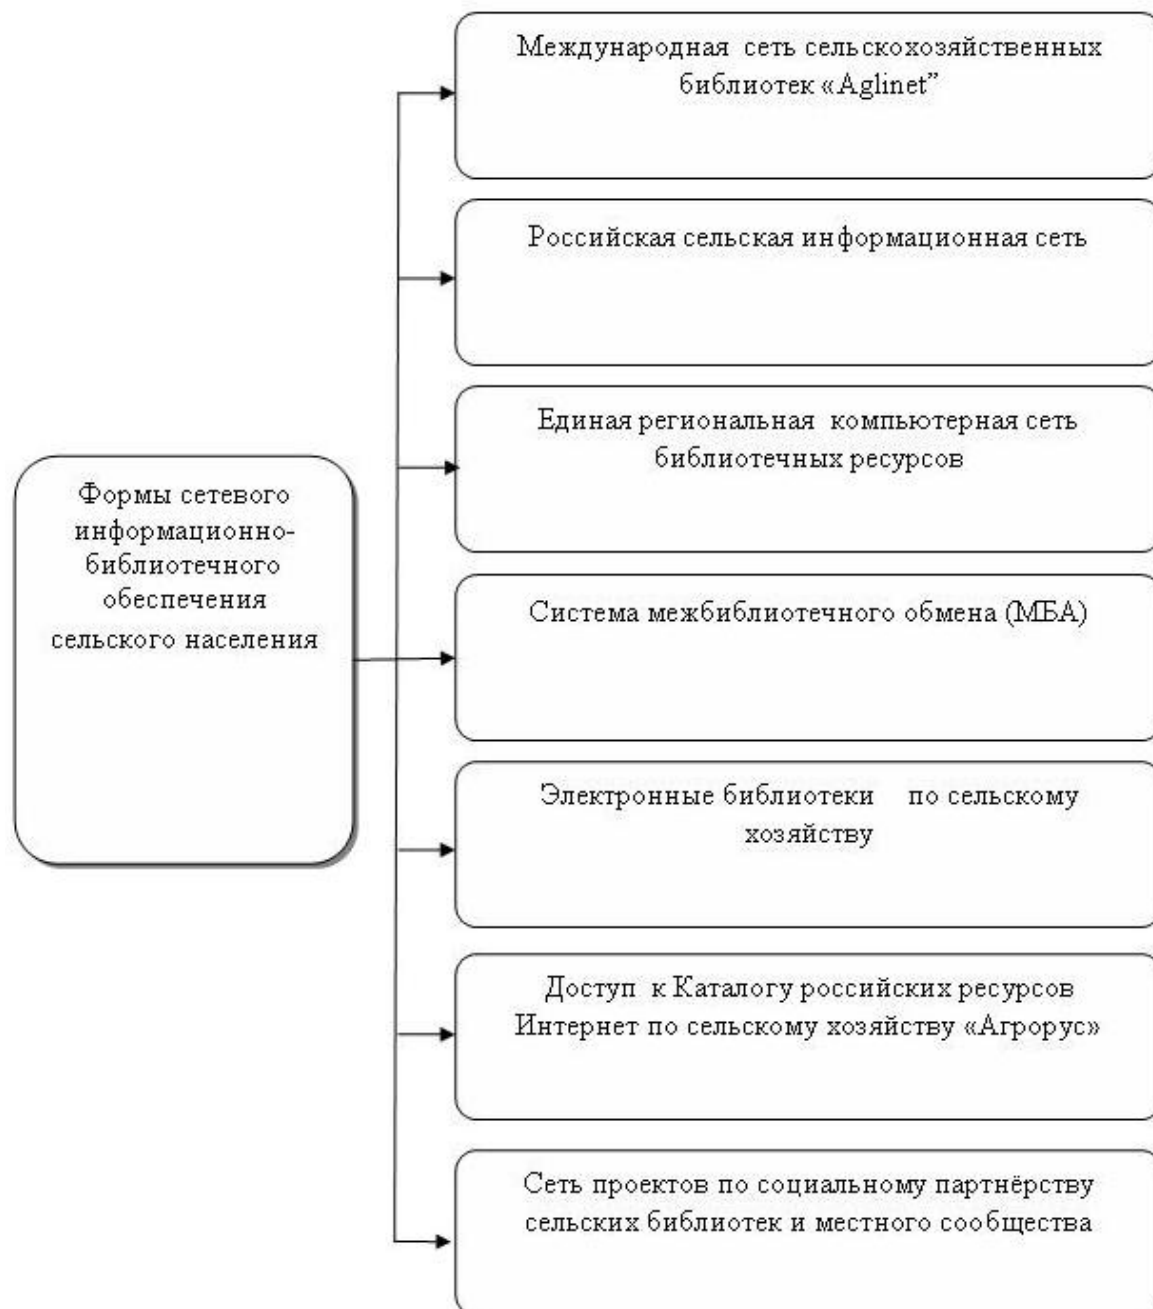 Формы сетевого
информационно-
библиотечного
обеспечения
сельского населения
Международная сеть сельскохозяйственных
библиотек «Aglinet”
Российская сельская информационная сеть
Единая региональная компьютерная сеть
библиотечных ресурсов
Система межбиблиотечного обмена (МБА)
Электронные библиотеки по сельскому
хозяйству
Доступ к Каталогу российских ресурсов
Интернет по сельскому хозяйству «Агрорус»
Сеть проектов по социальному партнёрству
сельских библиотек и местного сообщества